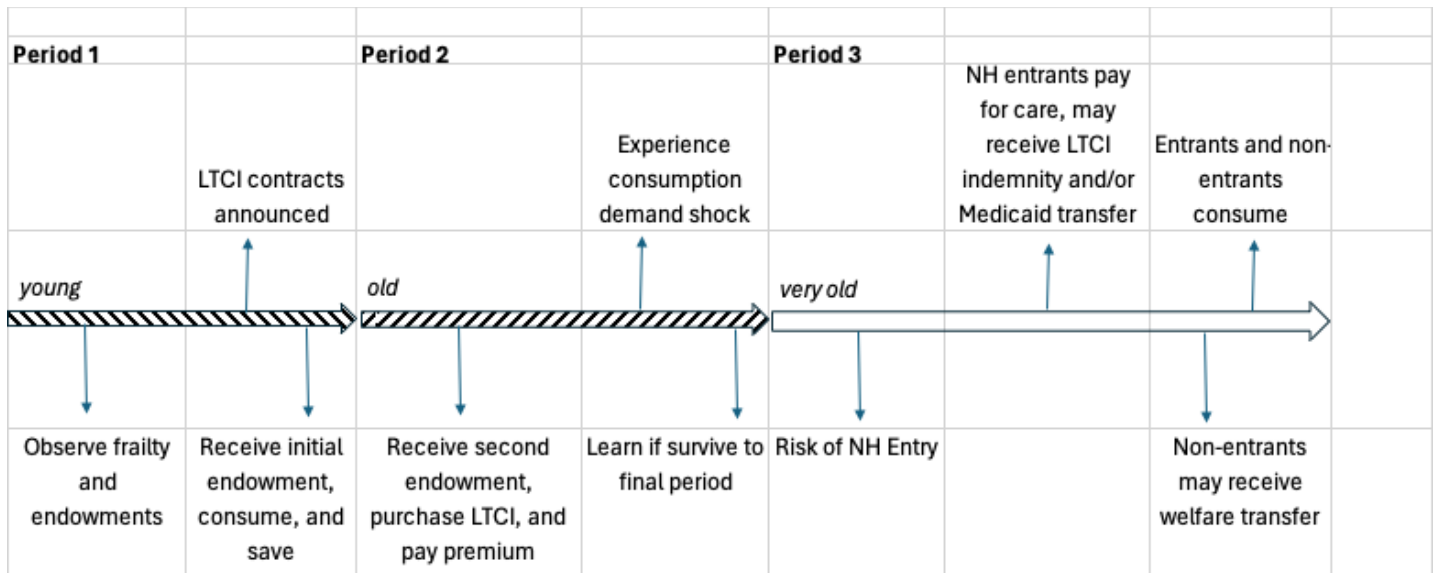 Period 1
Period 2
Period 3
LTCI contracts
announced
Experience
consumption
demand shock
NH entrants pay
for care, may
receive LTCI
indemnity and/or
Medicaid transfer
Entrants and non-
entrants
consume
young
old
very old
Observe frailty
and
endowments
Receive initial
endowment,
consume, and
save
Receive second
endowment,
purchase LTCI, and
pay premium
Learn if survive to
final period
Risk of NH Entry
Non-entrants
may receive
welfare transfer